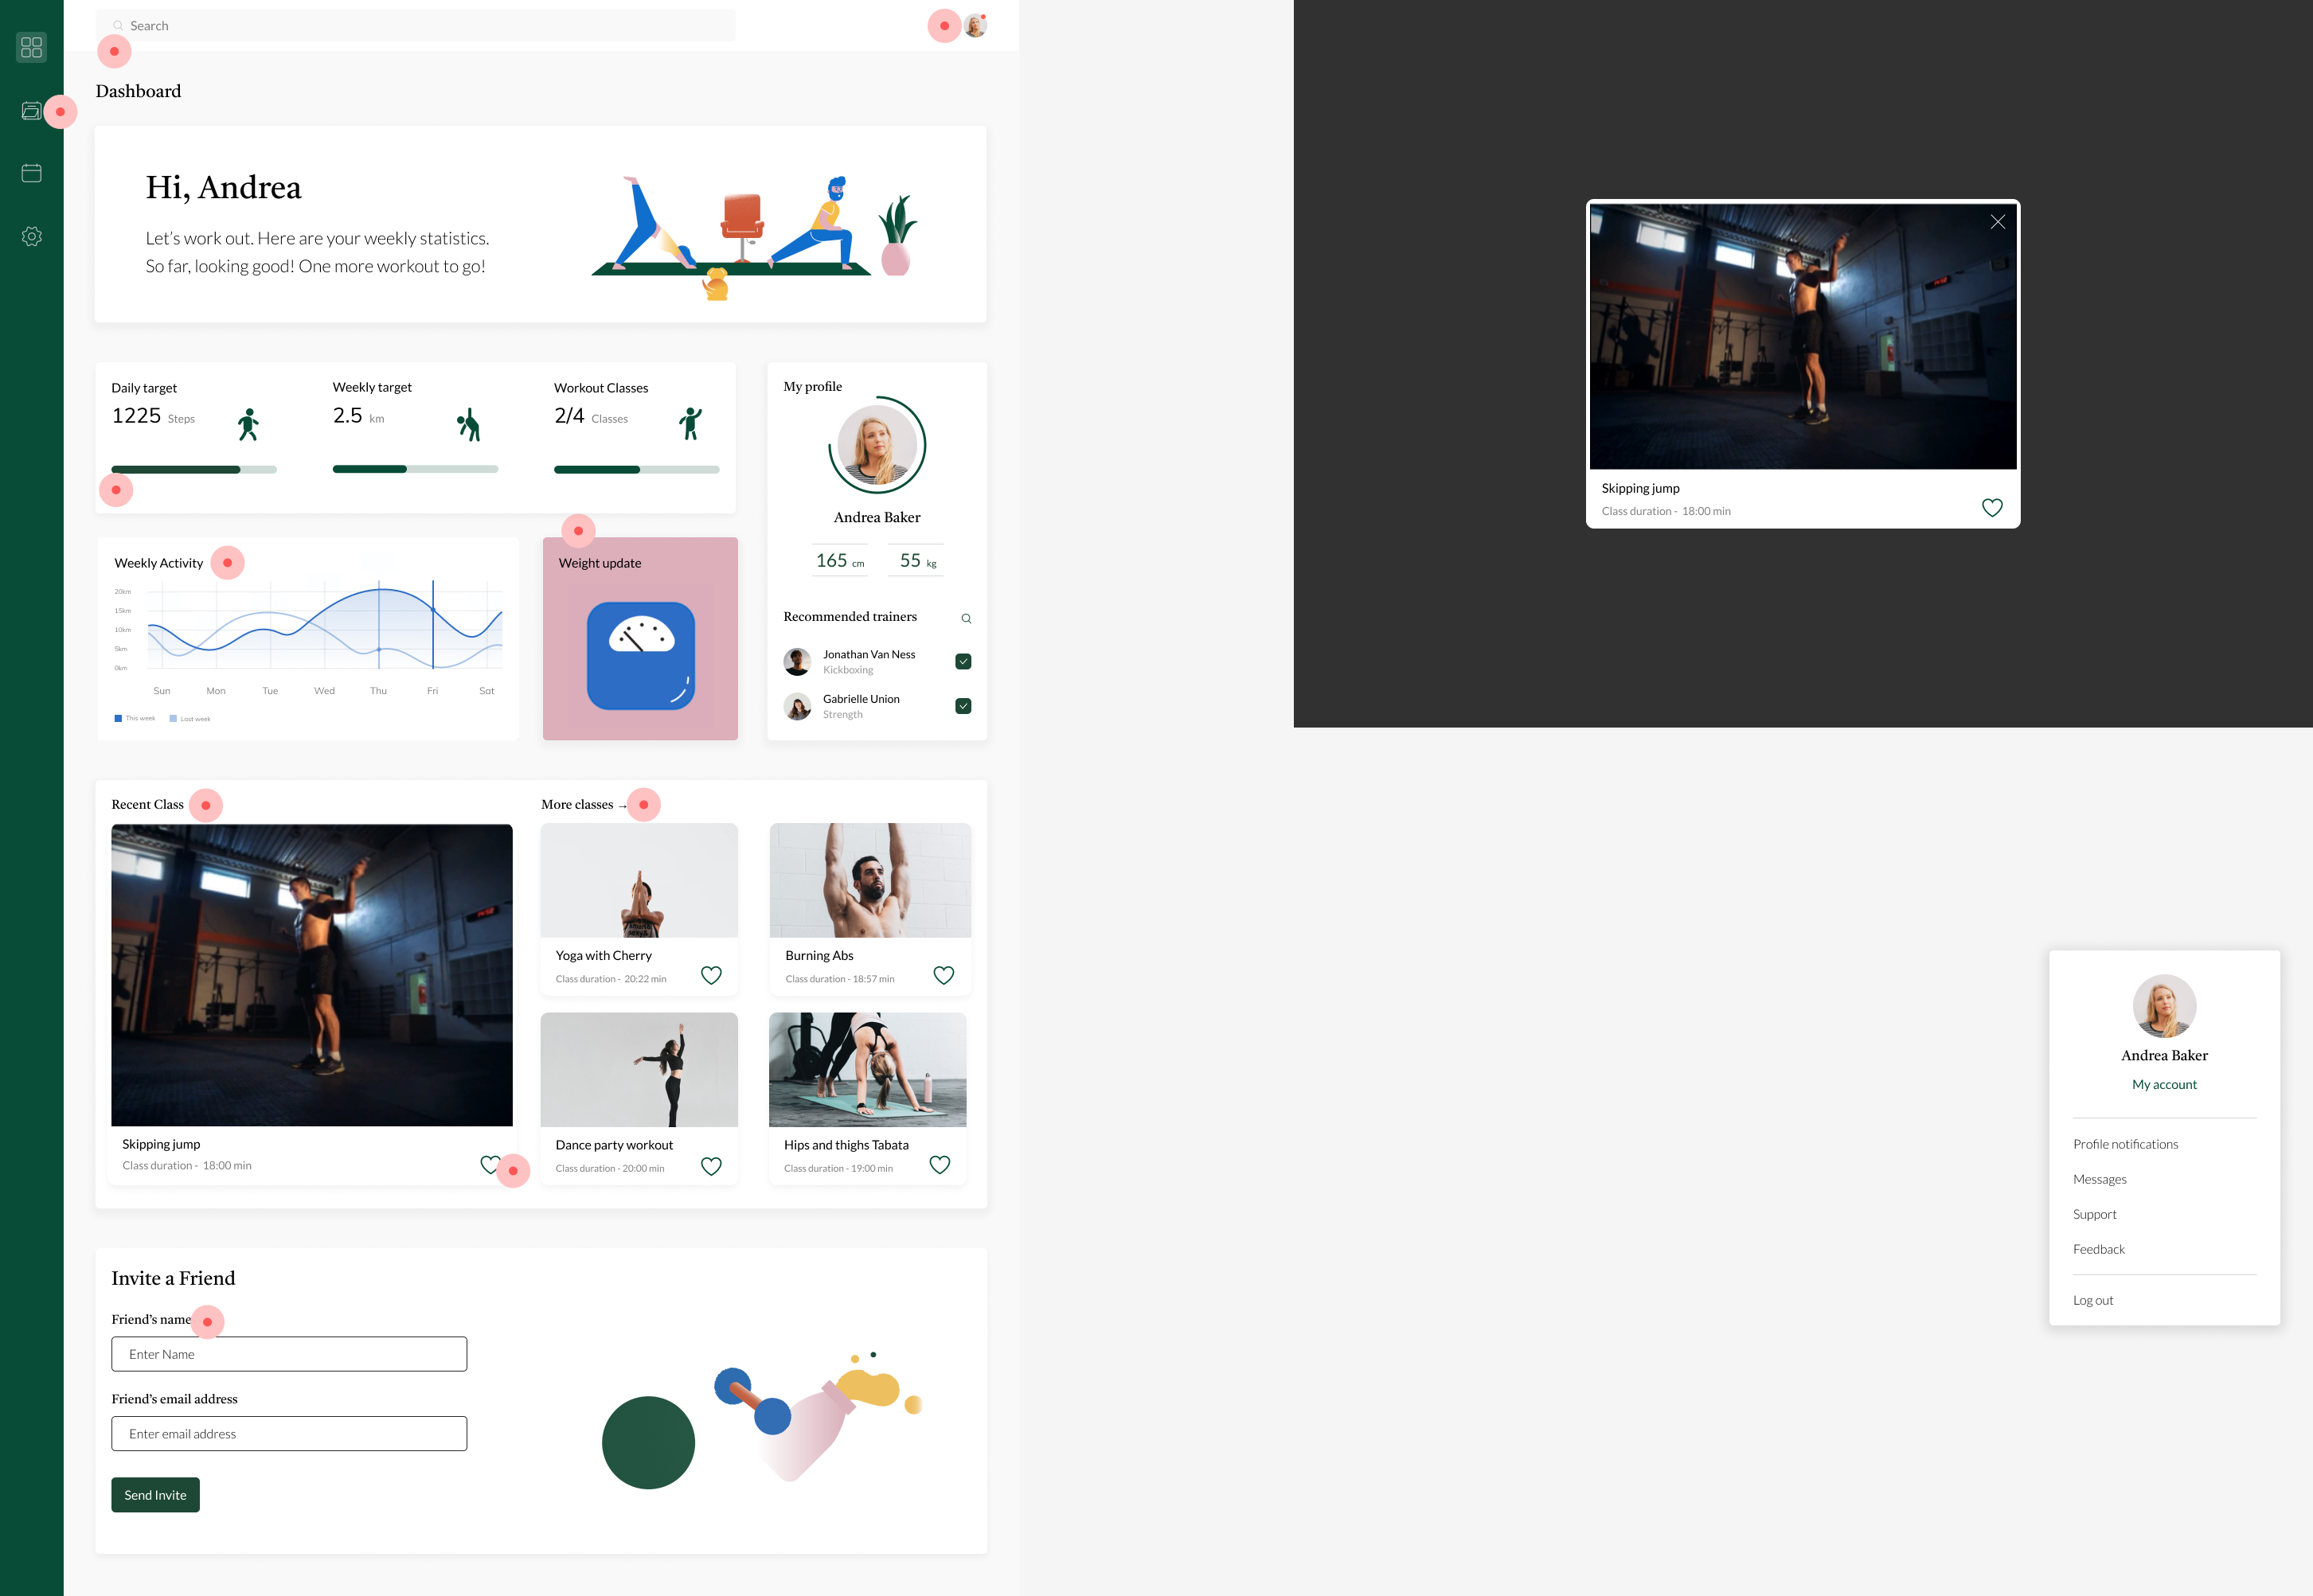 Search
Dashboard
Hi, Andrea
Let's work out. Here are your weekly statistics.
So far, looking good! One more workout to go!
Daily target
1225 Steps
Weekly target
2.5 km
Workout Classes
2/4 Classes
My profile
Andrea Baker
165 cm
55 kg
Recommended trainers
Jonathan Van Ness
Kickboxing
Gabrielle Union
Strength
Weekly Activity
20km
15km
10km
5km
0km
Sun Mon Tue Wed Thu Fri Sat
This week Last week
Weight update
Recent Class
Skipping jump
Class duration - 18:00 min
More classes →
Yoga with Cherry
Class duration - 20:22 min
Burning Abs
Class duration - 18:57 min
Dance party workout
Class duration - 20:00 min
Hips and thighs Tabata
Class duration - 19:00 min
Invite a Friend
Friend's name
Enter Name
Friend's email address
Enter email address
Send Invite
Skipping jump
Class duration - 18:00 min
Andrea Baker
My account
Profile notifications
Messages
Support
Feedback
Log out